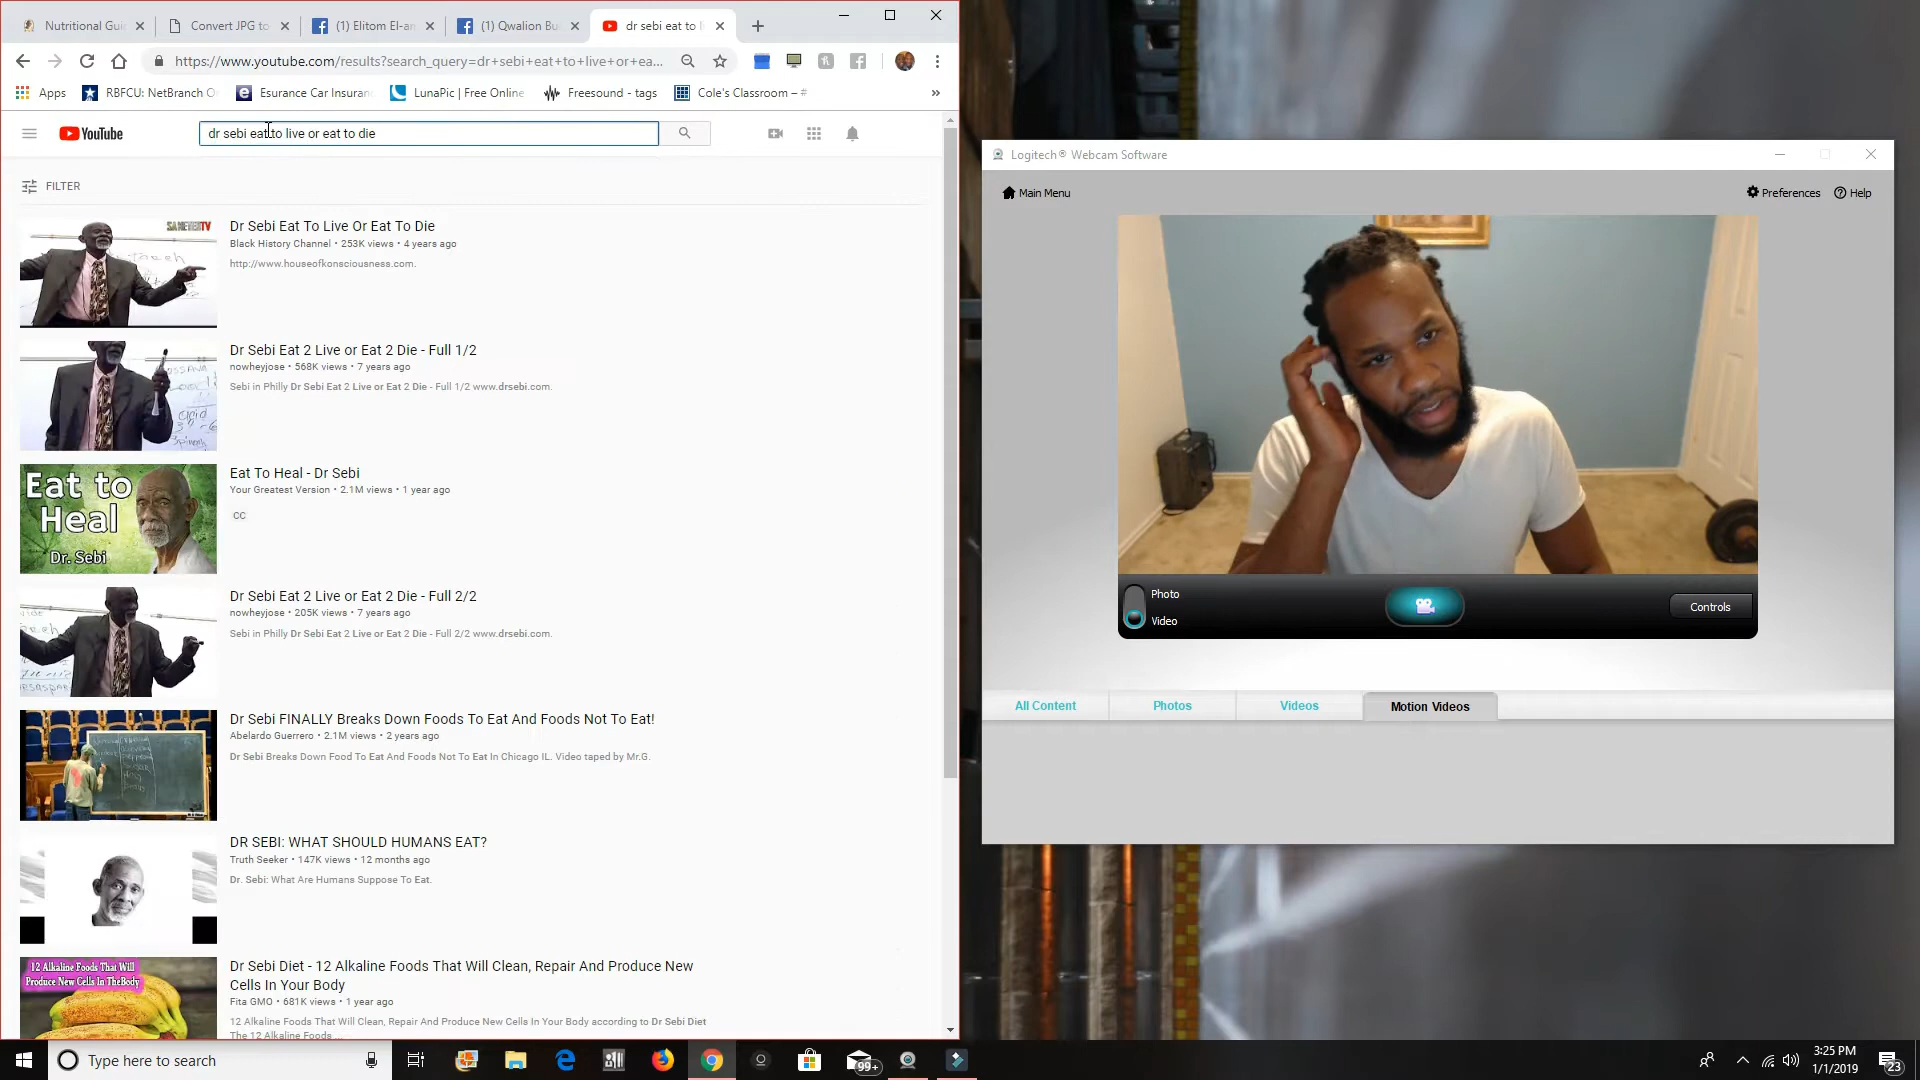 Nutritional Gui
Convert JPG to
(1) Elitom El-an
(1) Qwalion Bu
dr sebi eat to l
https://www.youtube.com/results?search_query=dr+sebi+eat+to+live+or+ea...
Apps
RBFCU: NetBranch O
Esurance Car Insuran
LunaPic | Free Online
Freesound - tags
Cole's Classroom – #
»
YouTube
dr sebi eat to live or eat to die
FILTER
Dr Sebi Eat To Live Or Eat To Die
Black History Channel • 253K views • 4 years ago
http://www.houseofkonsciousness.com.
Dr Sebi Eat 2 Live or Eat 2 Die - Full 1/2
nowheyjose • 568K views • 7 years ago
Sebi in Philly Dr Sebi Eat 2 Live or Eat 2 Die - Full 1/2 www.drsebi.com.
Eat to
Heal
Dr. Sebi
Eat To Heal - Dr Sebi
Your Greatest Version • 2.1M views • 1 year ago
CC
Dr Sebi Eat 2 Live or Eat 2 Die - Full 2/2
nowheyjose • 205K views • 7 years ago
Sebi in Philly Dr Sebi Eat 2 Live or Eat 2 Die - Full 2/2 www.drsebi.com.
Dr Sebi FINALLY Breaks Down Foods To Eat And Foods Not To Eat!
Abelardo Guerrero • 2.1M views • 2 years ago
Dr Sebi Breaks Down Food To Eat And Foods Not To Eat In Chicago IL. Video taped by Mr.G.
DR SEBI: WHAT SHOULD HUMANS EAT?
Truth Seeker • 147K views • 12 months ago
Dr. Sebi: What Are Humans Suppose To Eat.
12 Alkaline Foods That Will
Produce New Cells In TheBody
Dr Sebi Diet - 12 Alkaline Foods That Will Clean, Repair And Produce New
Cells In Your Body
Fita GMO • 681K views • 1 year ago
12 Alkaline Foods That Will Clean, Repair And Produce New Cells In Your Body according to Dr Sebi Diet
The 12 Alkaline Foods ...
Logitech® Webcam Software
Main Menu
Preferences
Help
Photo
Video
Controls
All Content
Photos
Videos
Motion Videos
Type here to search
99+
3:25 PM
1/1/2019
23